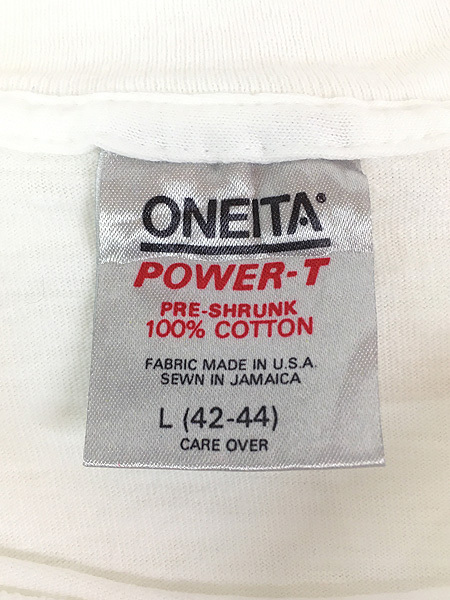 ONEITA®
POWER-T
PRE-SHRUNK
100% COTTON
FABRIC MADE IN U.S.A.
SEWN IN JAMAICA
L (42-44)
CARE OVER